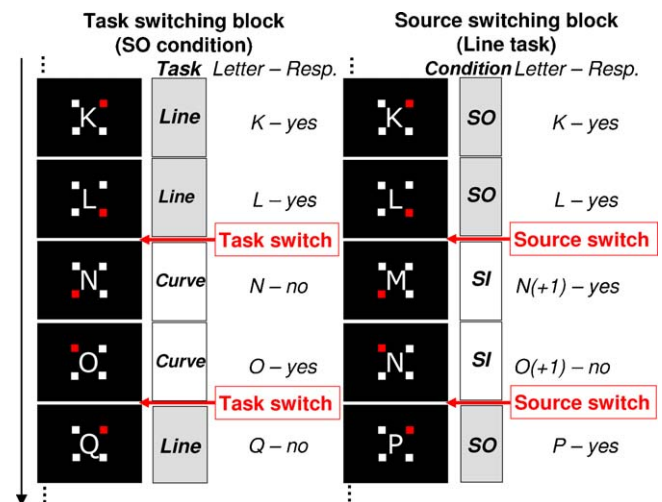 Task switching block
(SO condition)
Source switching block
(Line task)
Task Letter – Resp.
Condition Letter – Resp.
K Line K – yes
K SO K – yes
L Line L – yes
L SO L – yes
Task switch
Source switch
N Curve N – no
M SI N(+1) – yes
O Curve O – yes
N SI O(+1) – no
Task switch
Source switch
Q Line Q – no
P SO P – yes